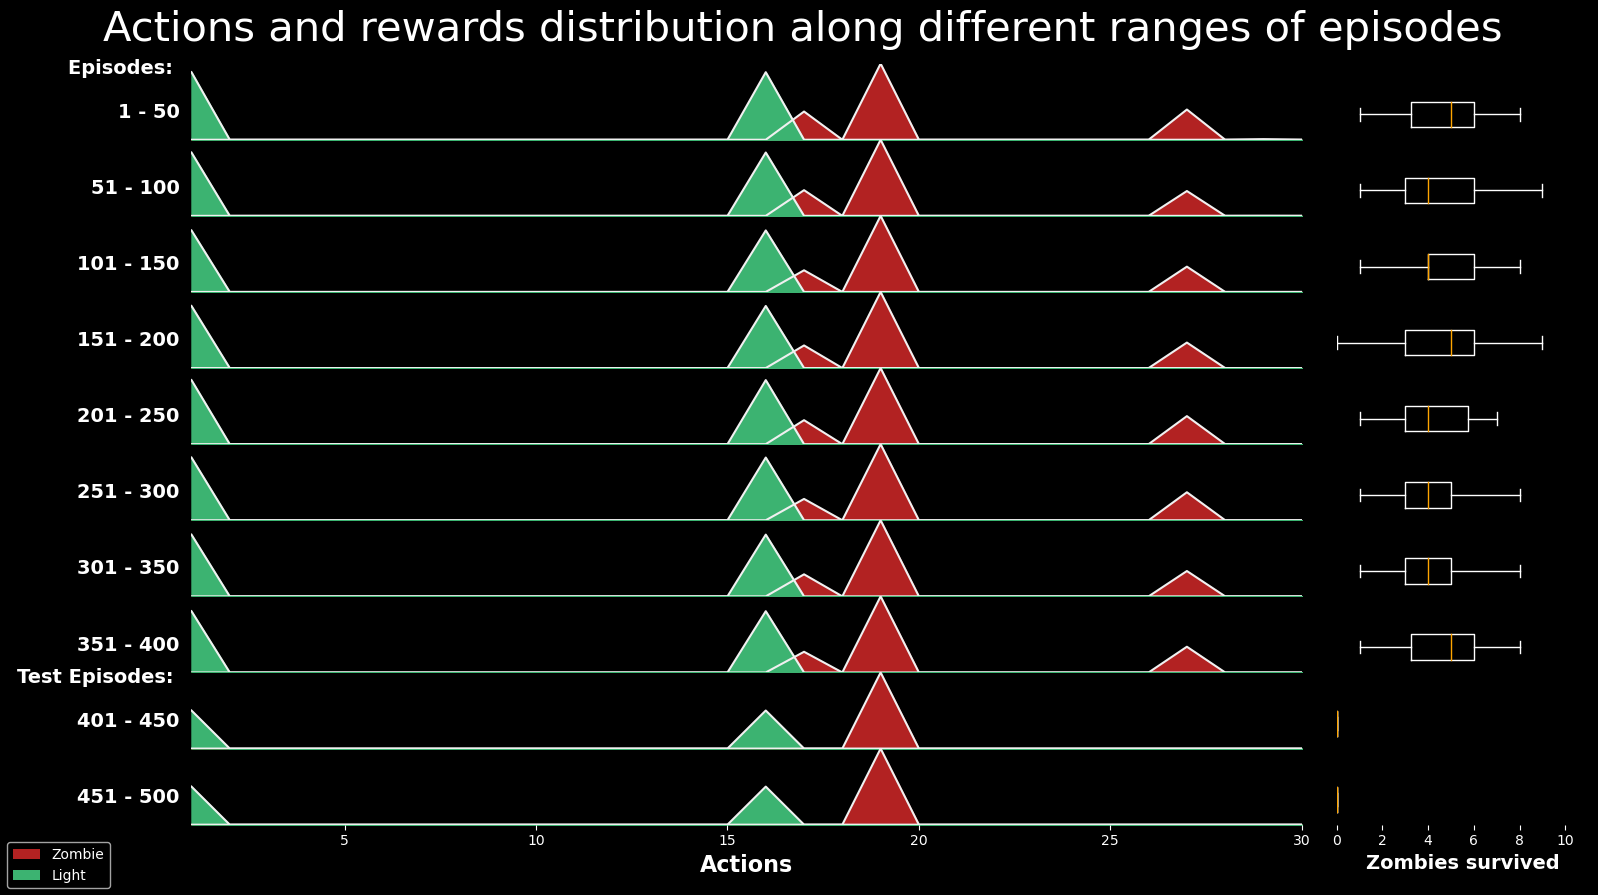 Actions and rewards distribution along different ranges of episodes
Episodes:
1 - 50
51 - 100
101 - 150
151 - 200
201 - 250
251 - 300
301 - 350
351 - 400
Test Episodes:
401 - 450
451 - 500
5 10 15 20 25 30
0 2 4 6 8 10
Actions
Zombies survived
Zombie
Light